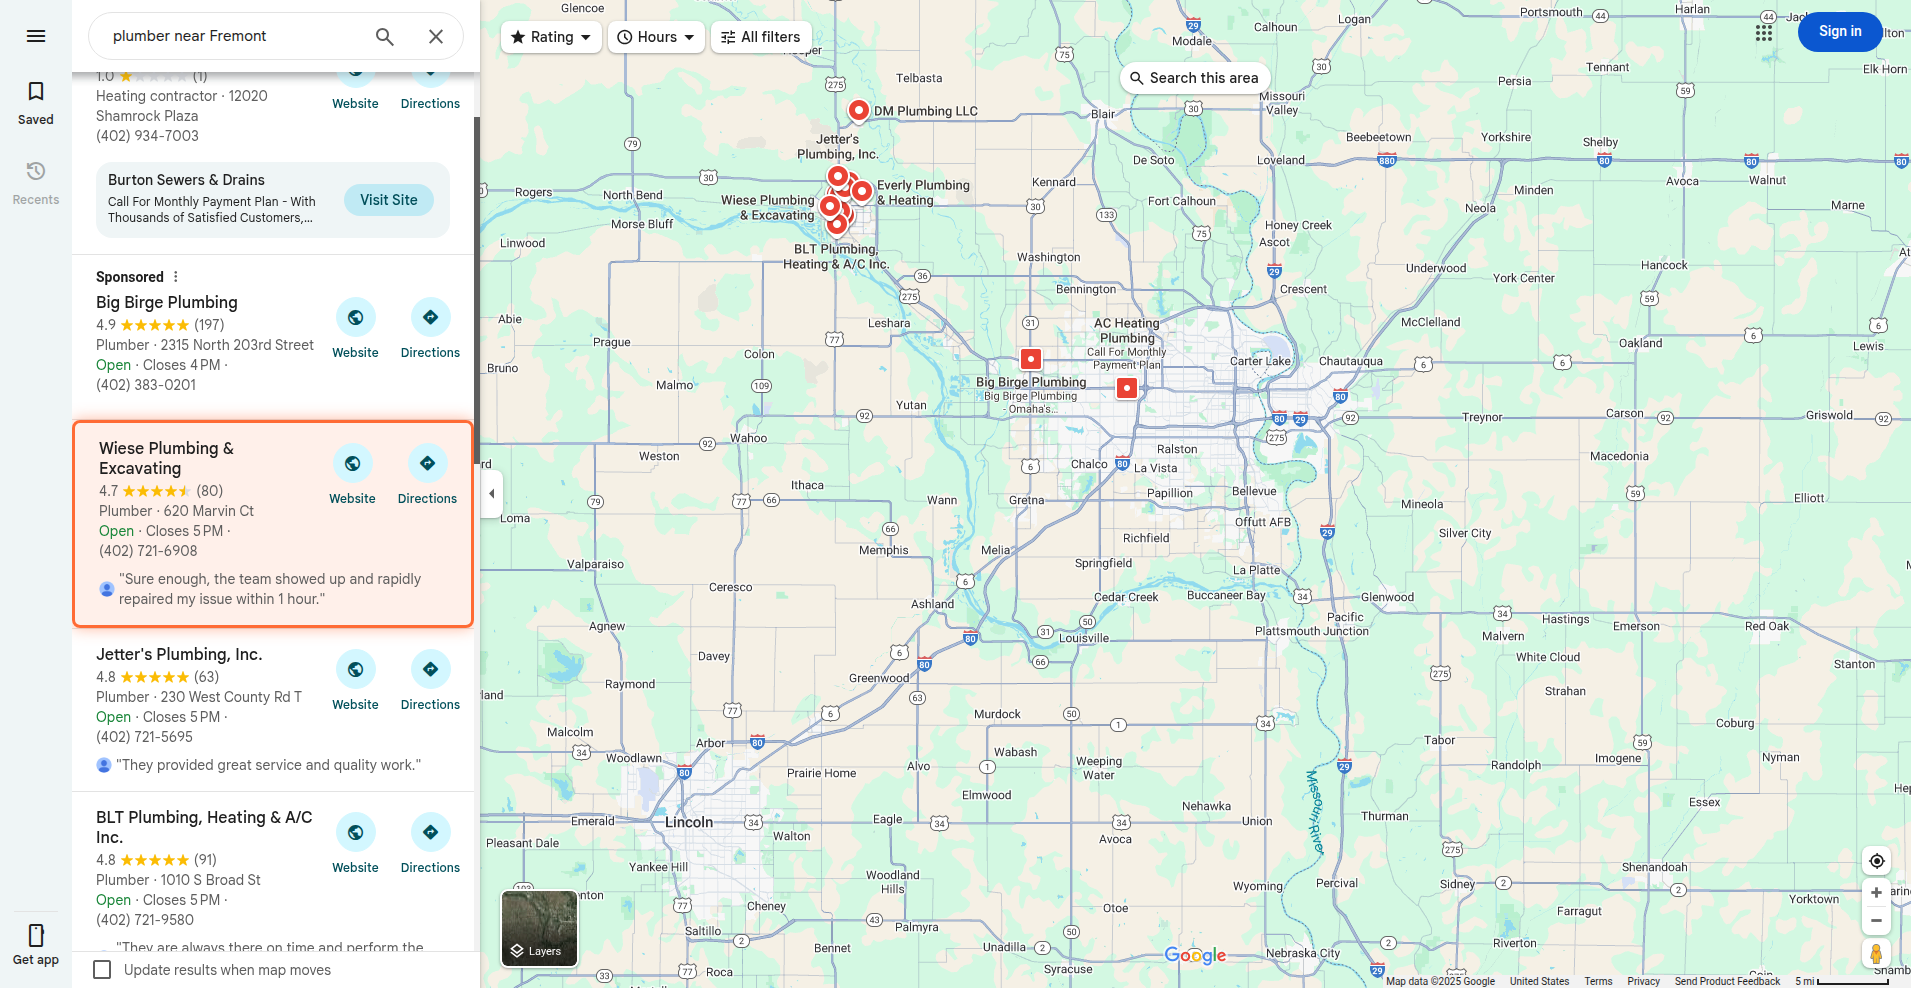 plumber near Fremont
Saved
Recents
Get app
1.0 (1)
Heating contractor · 12020
Shamrock Plaza
(402) 934-7003
Website
Directions
Burton Sewers & Drains
Call For Monthly Payment Plan - With
Thousands of Satisfied Customers,...
Visit Site
Sponsored
Big Birge Plumbing
4.9 (197)
Plumber · 2315 North 203rd Street
Open · Closes 4 PM ·
(402) 383-0201
Website
Directions
Wiese Plumbing &
Excavating
4.7 (80)
Plumber · 620 Marvin Ct
Open · Closes 5 PM ·
(402) 721-6908
Website
Directions
"Sure enough, the team showed up and rapidly
repaired my issue within 1 hour."
Jetter's Plumbing, Inc.
4.8 (63)
Plumber · 230 West County Rd T
Open · Closes 5 PM ·
(402) 721-5695
Website
Directions
"They provided great service and quality work."
BLT Plumbing, Heating & A/C
Inc.
4.8 (91)
Plumber · 1010 S Broad St
Open · Closes 5 PM ·
(402) 721-9580
Website
Directions
"They are always there on time and perform the
Update results when map moves
Rating
Hours
All filters
Search this area
Sign in
Glencoe
Modale
Calhoun
Logan
Portsmouth
Harlan
Telbasta
Persia
Tennant
Elk Horn
DM Plumbing LLC
Blair
Missouri
Valley
Jetter's
Plumbing, Inc.
Beebeetown
Yorkshire
Shelby
De Soto
Loveland
Rogers
North Bend
Everly Plumbing
& Heating
Kennard
Fort Calhoun
Minden
Avoca
Walnut
Wiese Plumbing
& Excavating
Neola
Marne
Morse Bluff
Honey Creek
Linwood
BLT Plumbing,
Heating & A/C Inc.
Ascot
Washington
Underwood
York Center
Hancock
Bennington
Crescent
Abie
Leshara
AC Heating
Plumbing
Call For Monthly
Payment Plan
McClelland
Prague
Colon
Oakland
Lewis
Bruno
Carter Lake
Chautauqua
Malmo
Big Birge Plumbing
Big Birge Plumbing
Omaha's...
Yutan
Treynor
Carson
Griswold
Wahoo
Weston
Ralston
Chalco
La Vista
Macedonia
Ithaca
Wann
Gretna
Papillion
Bellevue
Mineola
Elliott
Loma
Offutt AFB
Silver City
Memphis
Melia
Richfield
Valparaiso
Springfield
La Platte
Ceresco
Ashland
Cedar Creek
Buccaneer Bay
Glenwood
Pacific
Junction
Plattsmouth
Hastings
Emerson
Red Oak
Agnew
Louisville
Malvern
Davey
White Cloud
Stanton
Greenwood
Raymond
Strahan
Murdock
Coburg
Malcolm
Arbor
Tabor
Wabash
Woodlawn
Weeping
Water
Imogene
Nyman
Prairie Home
Alvo
Randolph
Elmwood
Nehawka
Essex
Missouri River
Emerald
Lincoln
Eagle
Union
Thurman
Walton
Avoca
Pleasant Dale
Yankee Hill
Shenandoah
Woodland
Hills
Wyoming
Percival
Sidney
Yorktown
Cheney
Otoe
Farragut
Saltillo
Palmyra
Bennet
Unadilla
Riverton
Roca
Syracuse
Nebraska City
Layers
Google
Map data ©2025 Google
United States
Terms
Privacy
Send Product Feedback
5 mi